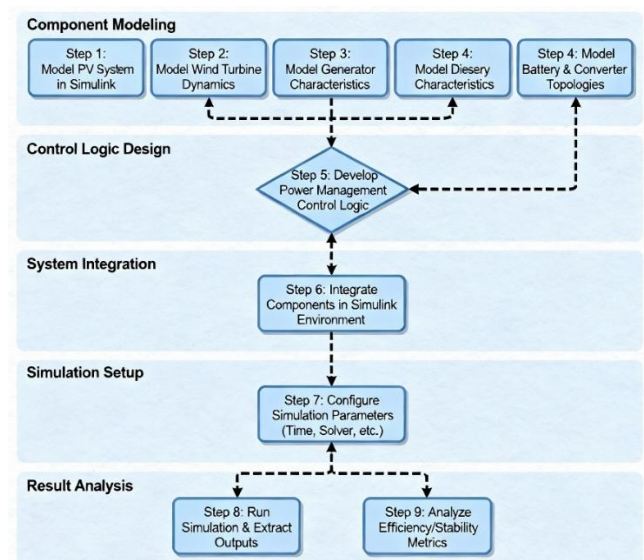 Component Modeling
Step 1:
Model PV System
in Simulink
Step 2:
Model Wind Turbine
Dynamics
Step 3:
Model Generator
Characteristics
Step 4:
Model Diesery
Characteristics
Step 4: Model
Battery & Converter
Topologies
Control Logic Design
Step 5: Develop
Power Management
Control Logic
System Integration
Step 6: Integrate
Components in Simulink
Environment
Simulation Setup
Step 7: Configure
Simulation Parameters
(Time, Solver, etc.)
Result Analysis
Step 8: Run
Simulation & Extract
Outputs
Step 9: Analyze
Efficiency/Stability
Metrics